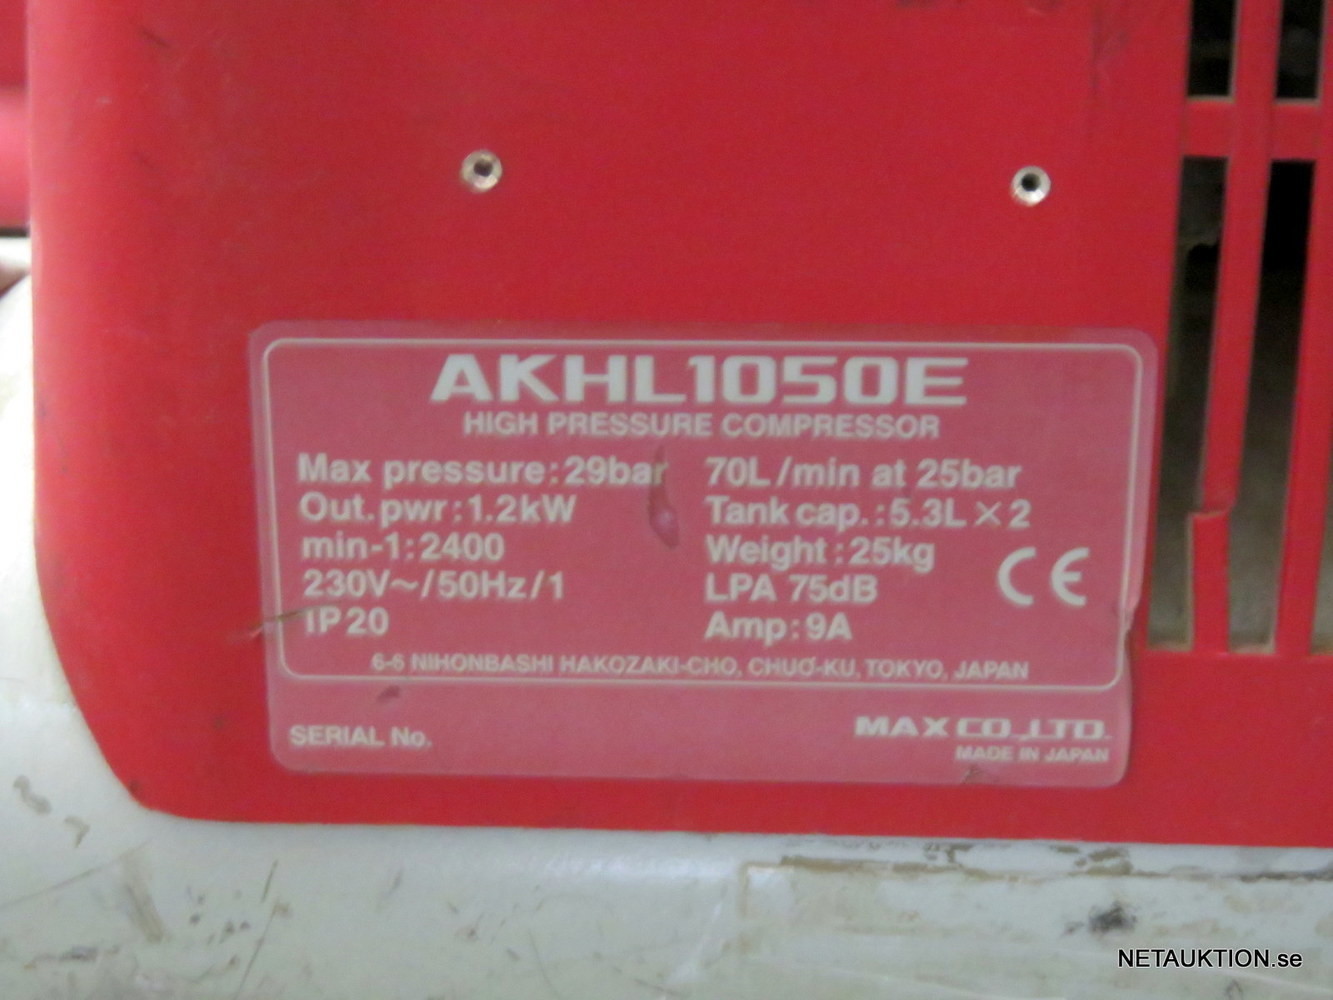 AKHL1050E
HIGH PRESSURE COMPRESSOR
Max pressure:29bar 70L/min at 25bar
Out.pwr:1.2kW Tank cap.:5.3L×2
min-1:2400 Weight:25kg
230V~/50Hz/1 LPA 75dB
IP20 Amp:9A
CE
6-6 NIHONBASHI HAKOZAKI-CHO, CHUO-KU, TOKYO, JAPAN
SERIAL No. MAX CO.,LTD.
MADE IN JAPAN
NETAUKTION.se